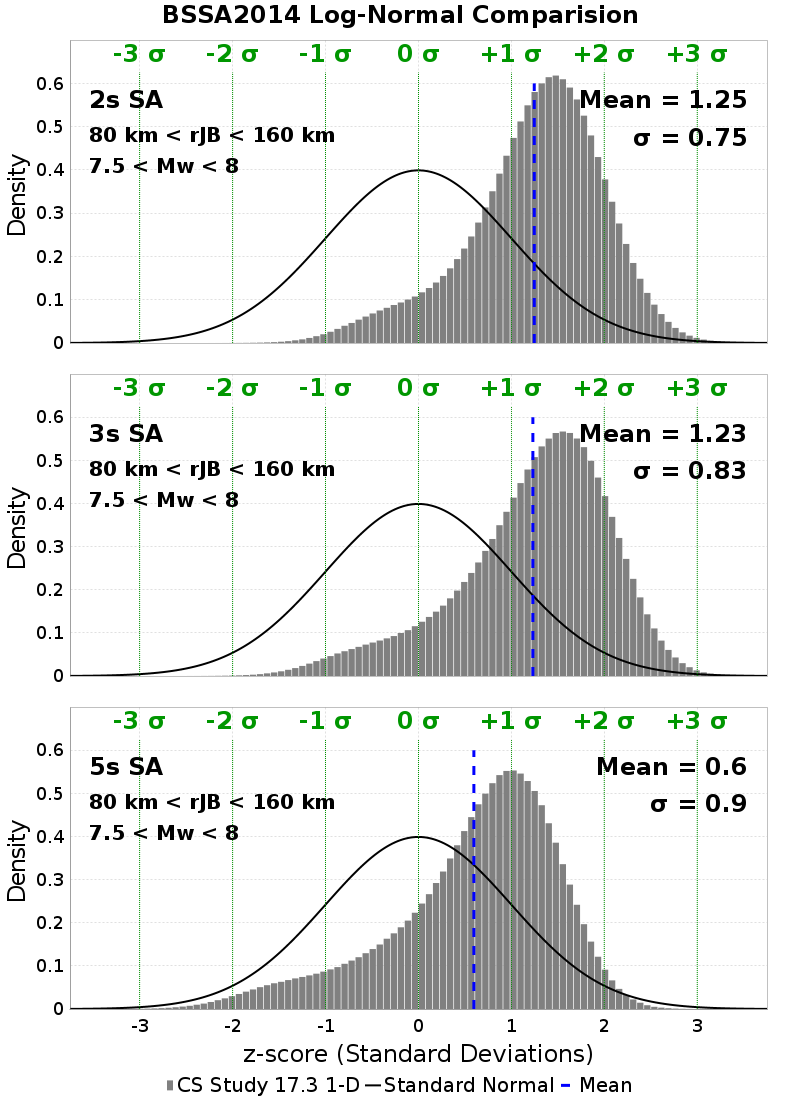 BSSA2014 Log-Normal Comparision
-3 σ -2 σ -1 σ 0 σ +1 σ +2 σ +3 σ
2s SA
80 km < rJB < 160 km
7.5 < Mw < 8
Mean = 1.25
σ = 0.75
Density
0.6
0.5
0.4
0.3
0.2
0.1
0
-3 σ -2 σ -1 σ 0 σ +1 σ +2 σ +3 σ
3s SA
80 km < rJB < 160 km
7.5 < Mw < 8
Mean = 1.23
σ = 0.83
Density
0.6
0.5
0.4
0.3
0.2
0.1
0
-3 σ -2 σ -1 σ 0 σ +1 σ +2 σ +3 σ
5s SA
80 km < rJB < 160 km
7.5 < Mw < 8
Mean = 0.6
σ = 0.9
Density
0.6
0.5
0.4
0.3
0.2
0.1
0
-3 -2 -1 0 1 2 3
z-score (Standard Deviations)
CS Study 17.3 1-D Standard Normal Mean